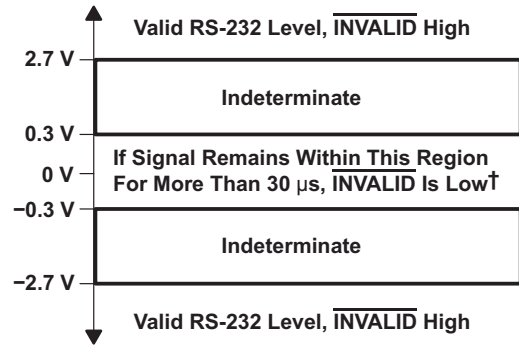 Valid RS-232 Level, INVALID High
2.7 V
Indeterminate
0.3 V
If Signal Remains Within This Region
0 V
For More Than 30 µs, INVALID Is Low†
−0.3 V
Indeterminate
−2.7 V
Valid RS-232 Level, INVALID High